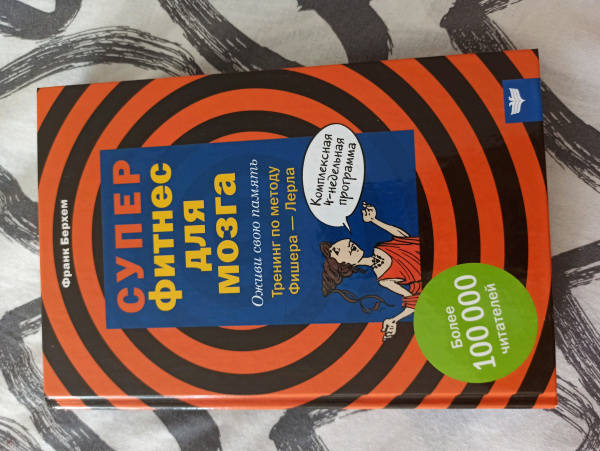 Франк Берхем
СУПЕР
фитнес
для
мозга
Оживи свою память
Тренинг по методу
Фишера — Лерла
Комплексная
4-недельная
программа
Более
100 000
читателей